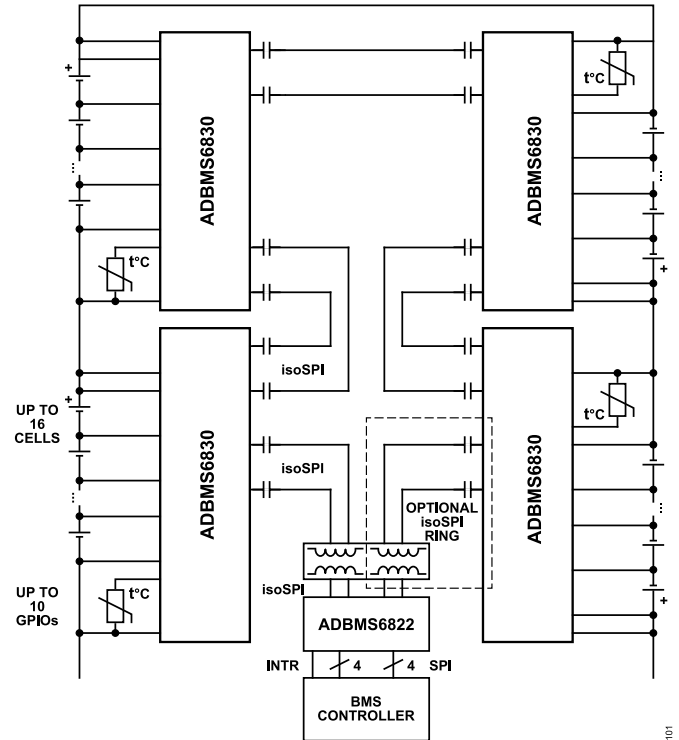 ADBMS6830
ADBMS6830
t°C
t°C
+
...
...
+
isoSPI
ADBMS6830
ADBMS6830
t°C
+
UP TO
16
CELLS
isoSPI
OPTIONAL
isoSPI
RING
...
...
isoSPI
UP TO
10
GPIOs
t°C
+
ADBMS6822
INTR
4
4
SPI
BMS
CONTROLLER
101